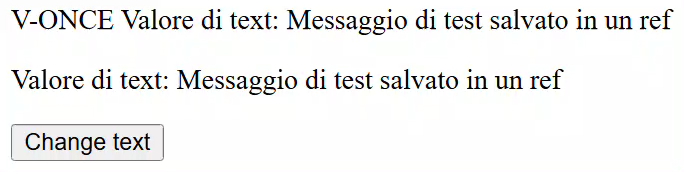 V-ONCE Valore di text: Messaggio di test salvato in un ref
Valore di text: Messaggio di test salvato in un ref
Change text